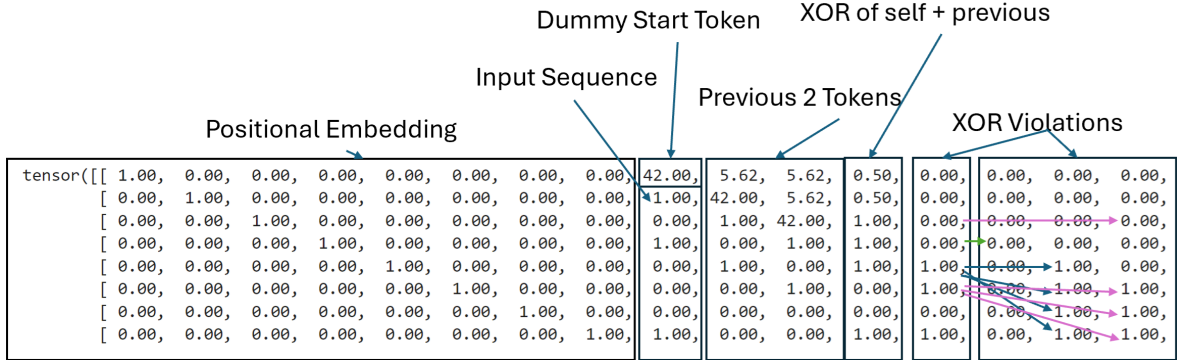 XOR of self + previous
Dummy Start Token
Input Sequence
Previous 2 Tokens
XOR Violations
Positional Embedding
tensor([[ 1.00, 0.00, 0.00, 0.00, 0.00, 0.00, 0.00, 0.00, 42.00, 5.62, 5.62, 0.50, 0.00, 0.00, 0.00, 0.00,
[ 0.00, 1.00, 0.00, 0.00, 0.00, 0.00, 0.00, 0.00, 1.00, 42.00, 5.62, 0.50, 0.00, 0.00, 0.00, 0.00,
[ 0.00, 0.00, 1.00, 0.00, 0.00, 0.00, 0.00, 0.00, 0.00, 1.00, 42.00, 1.00, 0.00, 0.00, 0.00, 0.00,
[ 0.00, 0.00, 0.00, 1.00, 0.00, 0.00, 0.00, 0.00, 1.00, 0.00, 1.00, 1.00, 0.00, 0.00, 0.00, 0.00,
[ 0.00, 0.00, 0.00, 0.00, 1.00, 0.00, 0.00, 0.00, 0.00, 1.00, 0.00, 1.00, 1.00, 0.00, 1.00, 0.00,
[ 0.00, 0.00, 0.00, 0.00, 0.00, 1.00, 0.00, 0.00, 0.00, 0.00, 1.00, 0.00, 1.00, 0.00, 1.00, 1.00,
[ 0.00, 0.00, 0.00, 0.00, 0.00, 0.00, 1.00, 0.00, 0.00, 0.00, 0.00, 0.00, 0.00, 0.00, 1.00, 1.00,
[ 0.00, 0.00, 0.00, 0.00, 0.00, 0.00, 0.00, 1.00, 1.00, 0.00, 0.00, 1.00, 1.00, 0.00, 1.00, 1.00,